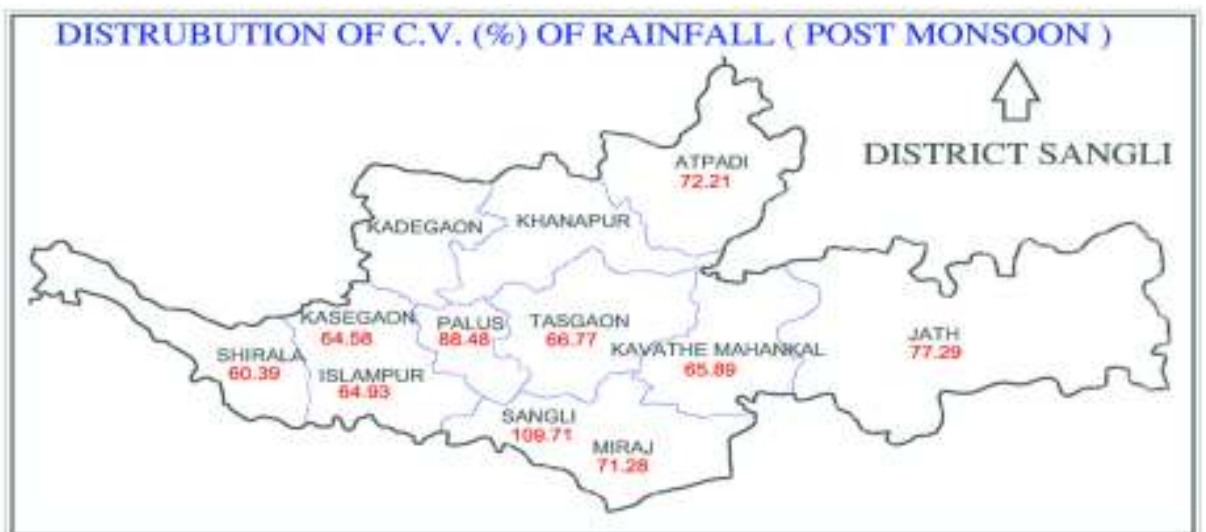 DISTRUBUTION OF C.V. (%) OF RAINFALL ( POST MONSOON )
DISTRICT SANGLI
ATPADI
72.21
KADEGAON
KHANAPUR
KASEGAON
64.58
PALUS
88.48
TASGAON
66.77
JATH
77.29
SHIRALA
60.39
ISLAMPUR
64.93
KAVATHE MAHANKAL
65.89
SANGLI
109.71
MIRAJ
71.28